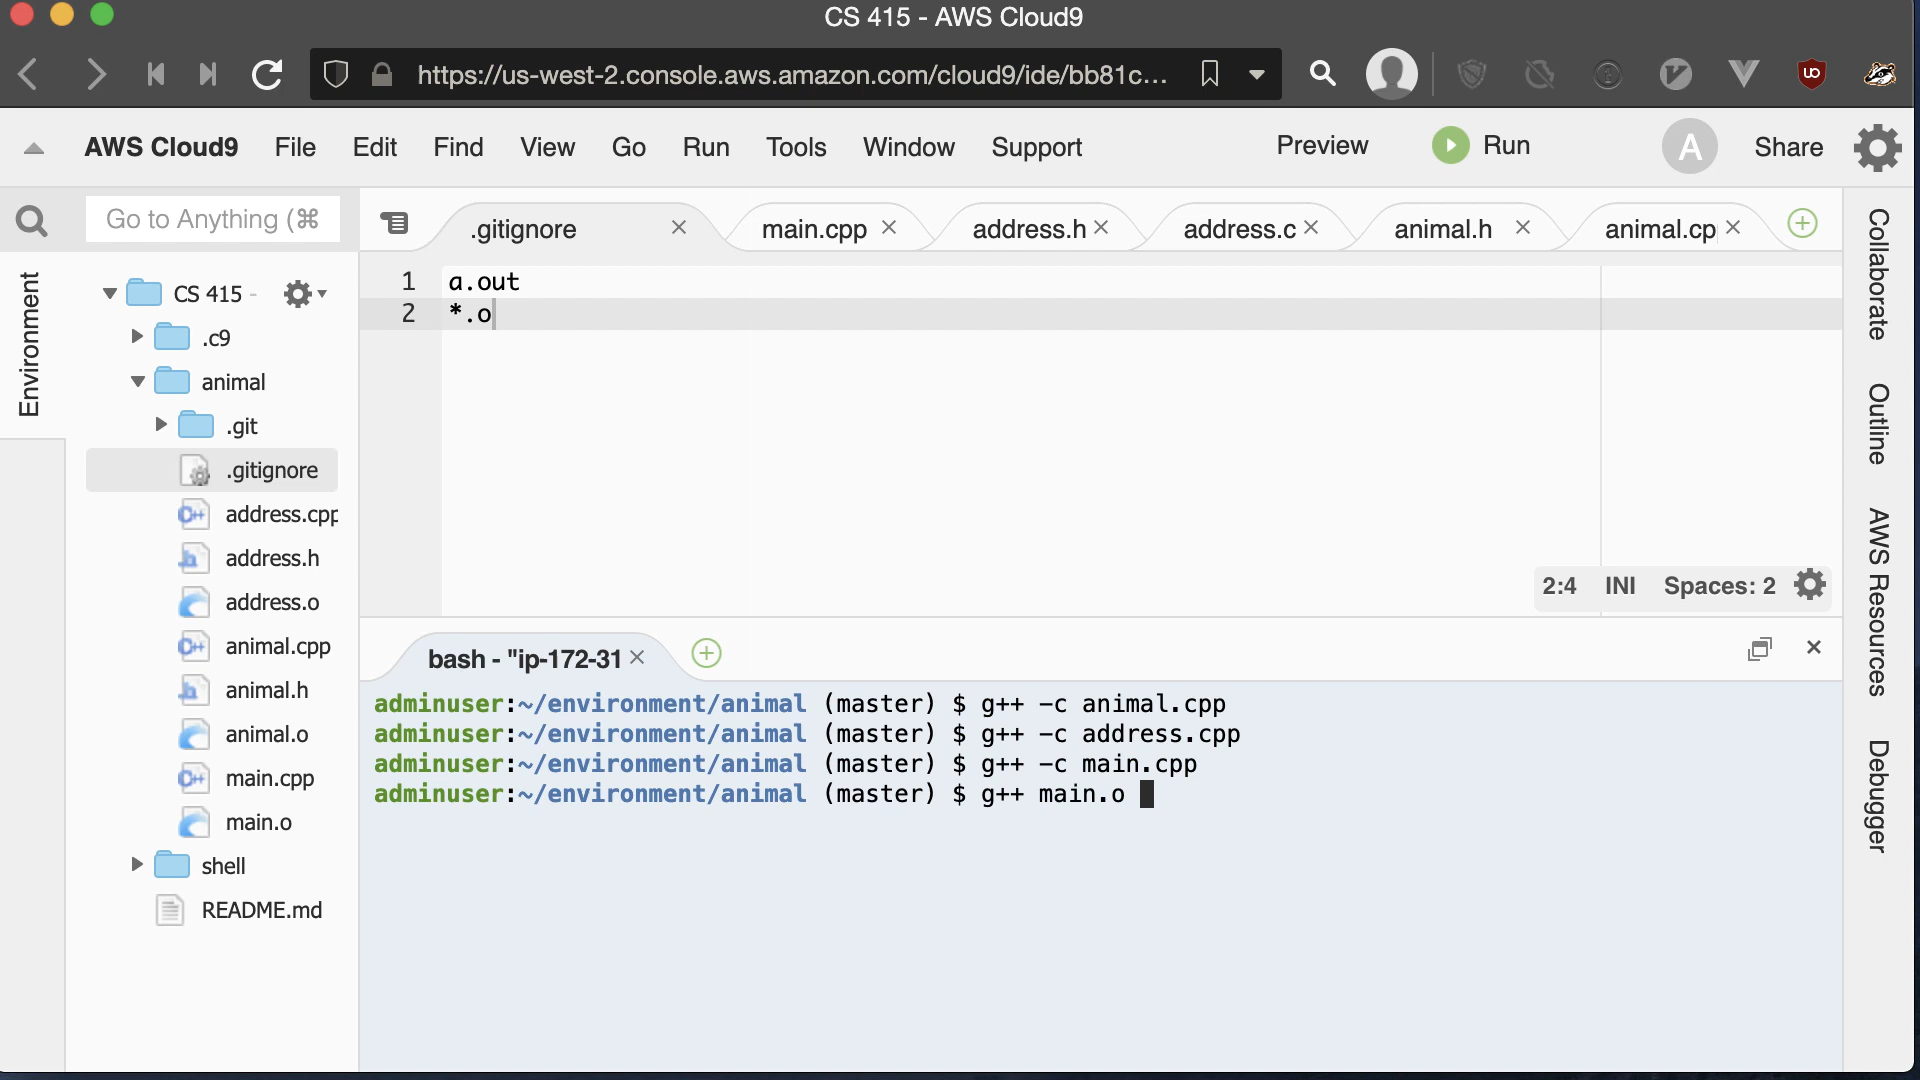 CS 415 - AWS Cloud9
https://us-west-2.console.aws.amazon.com/cloud9/ide/bb81c...
AWS Cloud9 File Edit Find View Go Run Tools Window Support Preview Run A Share
Go to Anything (⌘
.gitignore main.cpp address.h address.c animal.h animal.cp
Environment
CS 415 -
.c9
animal
.git
.gitignore
address.cpp
address.h
address.o
animal.cpp
animal.h
animal.o
main.cpp
main.o
shell
README.md
1 a.out
2 *.o
2:4 INI Spaces: 2
bash - "ip-172-31
adminuser:~/environment/animal (master) $ g++ -c animal.cpp
adminuser:~/environment/animal (master) $ g++ -c address.cpp
adminuser:~/environment/animal (master) $ g++ -c main.cpp
adminuser:~/environment/animal (master) $ g++ main.o
Collaborate
Outline
AWS Resources
Debugger